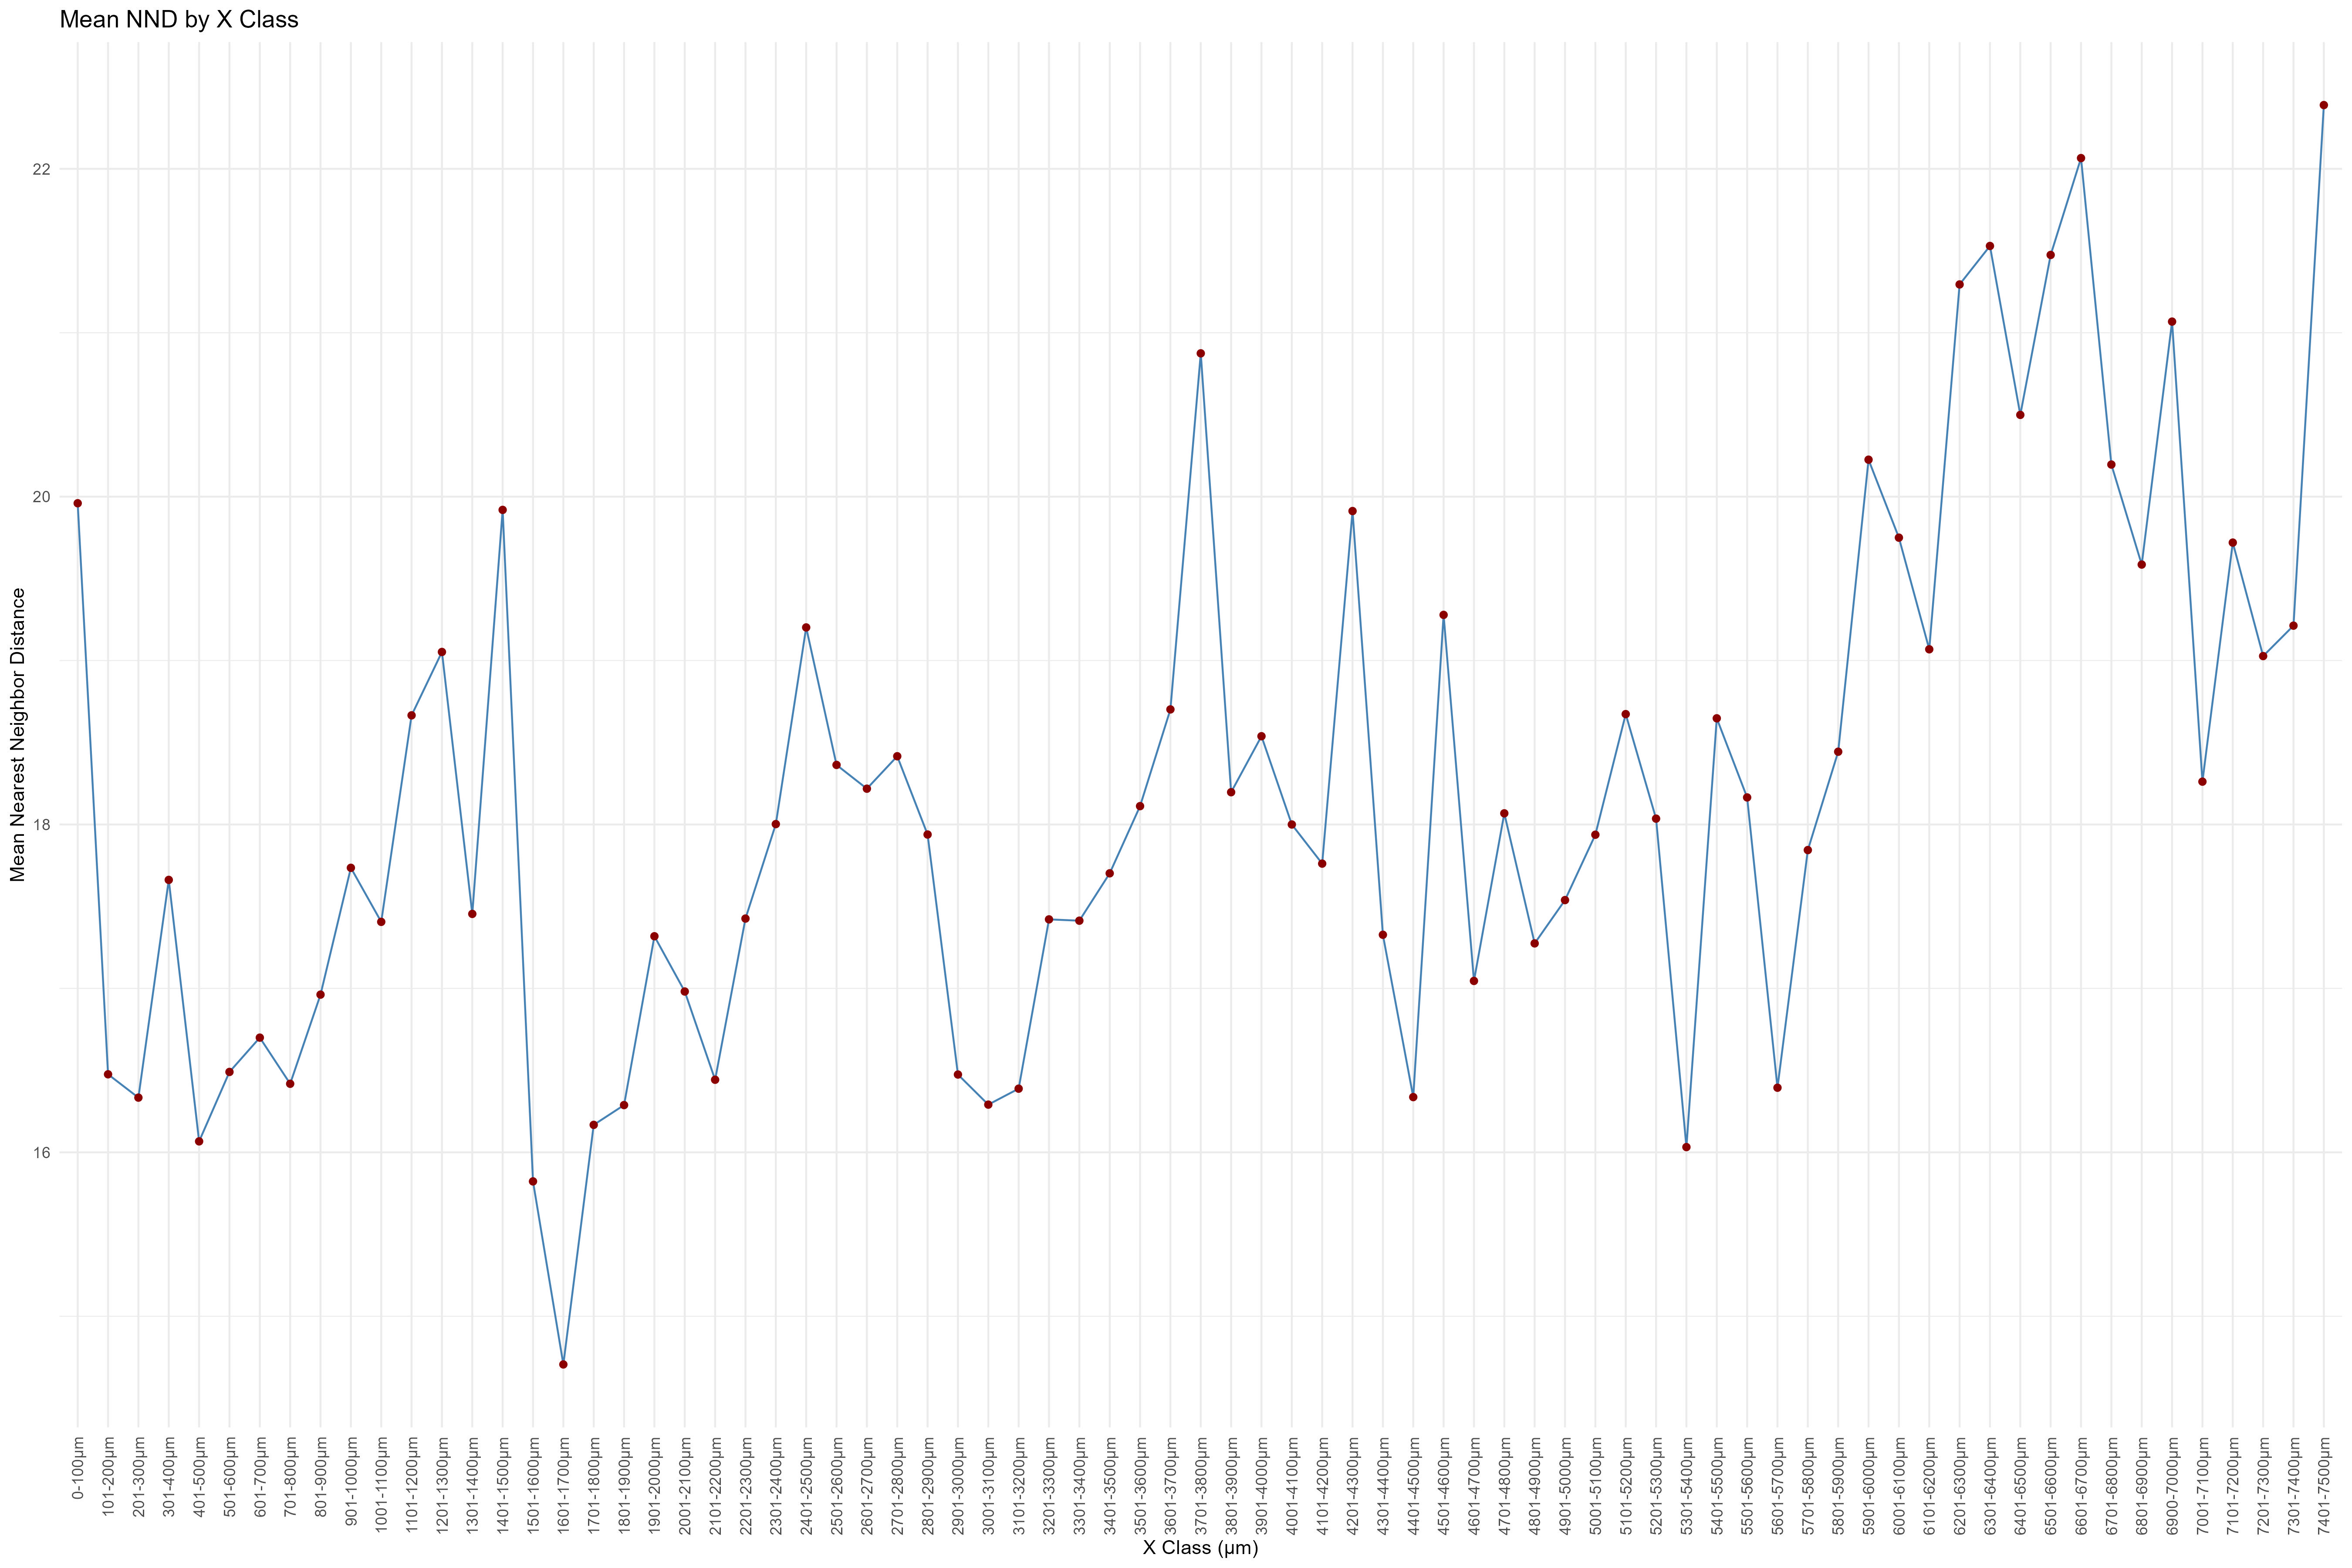 Mean NND by X Class
Mean Nearest Neighbor Distance
22
20
18
16
0-100µm
101-200µm
201-300µm
301-400µm
401-500µm
501-600µm
601-700µm
701-800µm
801-900µm
901-1000µm
1001-1100µm
1101-1200µm
1201-1300µm
1301-1400µm
1401-1500µm
1501-1600µm
1601-1700µm
1701-1800µm
1801-1900µm
1901-2000µm
2001-2100µm
2101-2200µm
2201-2300µm
2301-2400µm
2401-2500µm
2501-2600µm
2601-2700µm
2701-2800µm
2801-2900µm
2901-3000µm
3001-3100µm
3101-3200µm
3201-3300µm
3301-3400µm
3401-3500µm
3501-3600µm
3601-3700µm
3701-3800µm
3801-3900µm
3901-4000µm
4001-4100µm
4101-4200µm
4201-4300µm
4301-4400µm
4401-4500µm
4501-4600µm
4601-4700µm
4701-4800µm
4801-4900µm
4901-5000µm
5001-5100µm
5101-5200µm
5201-5300µm
5301-5400µm
5401-5500µm
5501-5600µm
5601-5700µm
5701-5800µm
5801-5900µm
5901-6000µm
6001-6100µm
6101-6200µm
6201-6300µm
6301-6400µm
6401-6500µm
6501-6600µm
6601-6700µm
6701-6800µm
6801-6900µm
6900-7000µm
7001-7100µm
7101-7200µm
7201-7300µm
7301-7400µm
7401-7500µm
X Class (µm)